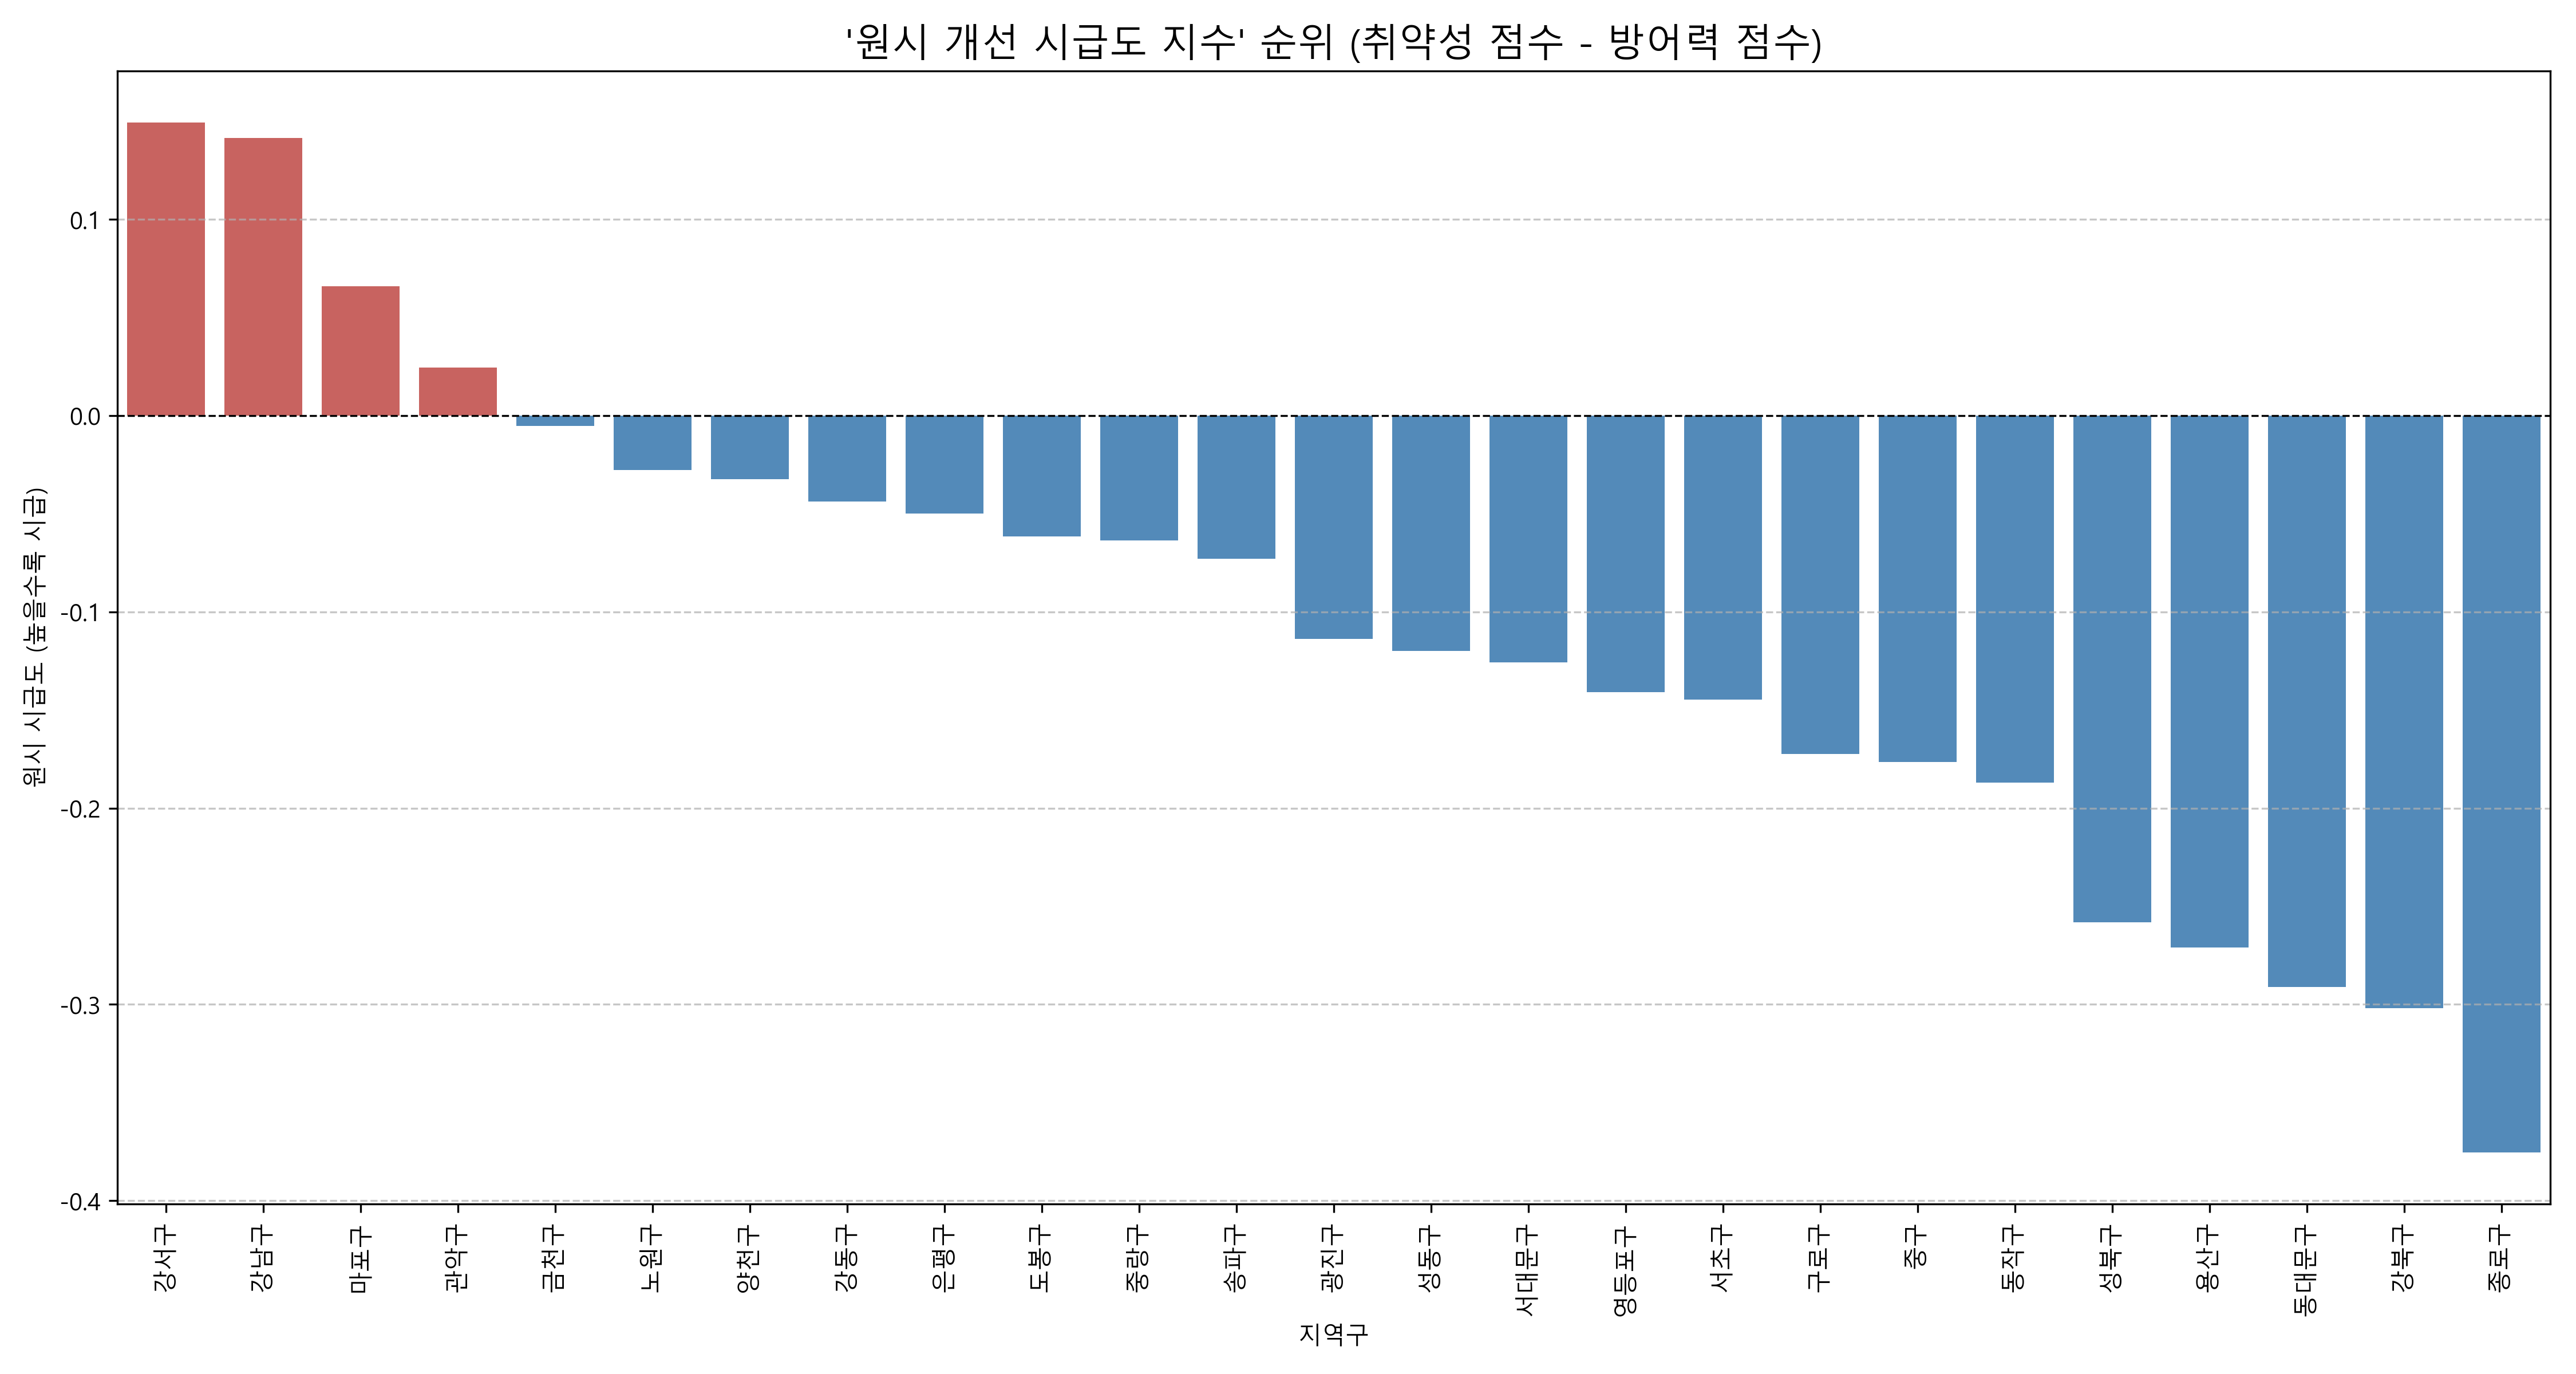 '원시 개선 시급도 지수' 순위 (취약성 점수 - 방어력 점수)
원시 시급도 (높을수록 시급)
0.1
0.0
-0.1
-0.2
-0.3
-0.4
강서구
강남구
마포구
관악구
금천구
노원구
양천구
강동구
은평구
도봉구
중랑구
송파구
광진구
성동구
서대문구
영등포구
서초구
구로구
중구
동작구
성북구
용산구
동대문구
강북구
종로구
지역구